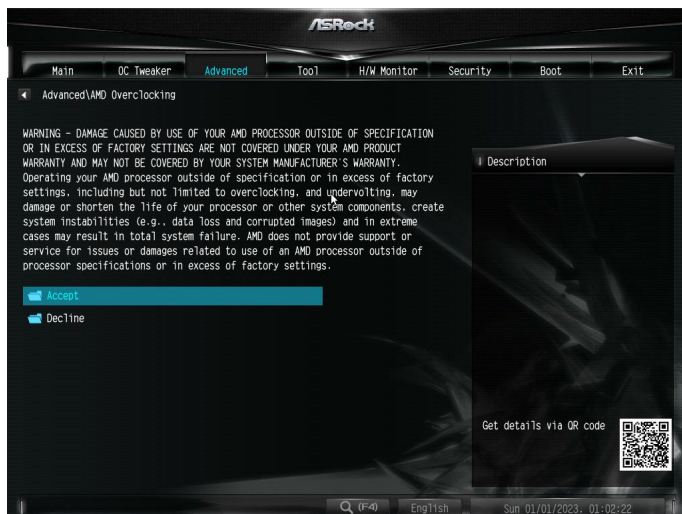 ASRock
Main OC Tweaker Advanced Tool H/W Monitor Security Boot Exit
Advanced\AMD Overclocking
WARNING - DAMAGE CAUSED BY USE OF YOUR AMD PROCESSOR OUTSIDE OF SPECIFICATION
OR IN EXCESS OF FACTORY SETTINGS ARE NOT COVERED UNDER YOUR AMD PRODUCT
WARRANTY AND MAY NOT BE COVERED BY YOUR SYSTEM MANUFACTURER'S WARRANTY.
Operating your AMD processor outside of specification or in excess of factory
settings, including but not limited to overclocking, and undervolting, may
damage or shorten the life of your processor or other system components, create
system instabilities (e.g., data loss and corrupted images) and in extreme
cases may result in total system failure. AMD does not provide support or
service for issues or damages related to use of an AMD processor outside of
processor specifications or in excess of factory settings.
Accept
Decline
Description
Get details via QR code
(F4) English Sun 01/01/2023. 01:02:22